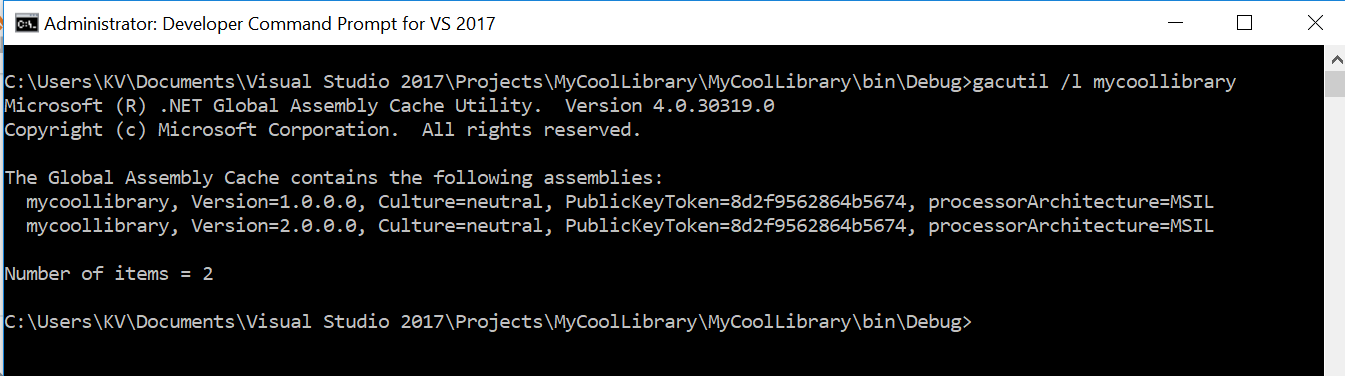 Administrator: Developer Command Prompt for VS 2017
C:\Users\KV\Documents\Visual Studio 2017\Projects\MyCoolLibrary\MyCoolLibrary\bin\Debug>gacutil /l mycoollibrary
Microsoft (R) .NET Global Assembly Cache Utility.  Version 4.0.30319.0
Copyright (c) Microsoft Corporation.  All rights reserved.
The Global Assembly Cache contains the following assemblies:
  mycoollibrary, Version=1.0.0.0, Culture=neutral, PublicKeyToken=8d2f9562864b5674, processorArchitecture=MSIL
  mycoollibrary, Version=2.0.0.0, Culture=neutral, PublicKeyToken=8d2f9562864b5674, processorArchitecture=MSIL
Number of items = 2
C:\Users\KV\Documents\Visual Studio 2017\Projects\MyCoolLibrary\MyCoolLibrary\bin\Debug>